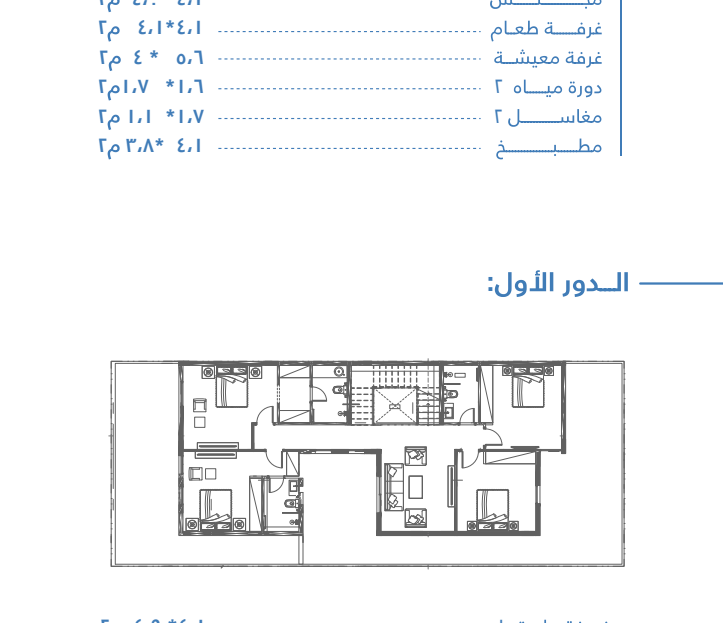 غرفة طعام ٤،١*٤،١ م٢
غرفة معيشة ٥،٦ * ٤ م٢
دورة مياه ٢ ١،٦* ١،٧م٢
مغاسل ٢ ١،٧* ١،١ م٢
مطبخ ٤،١ *٣،٨ م٢
الـدور الأول: